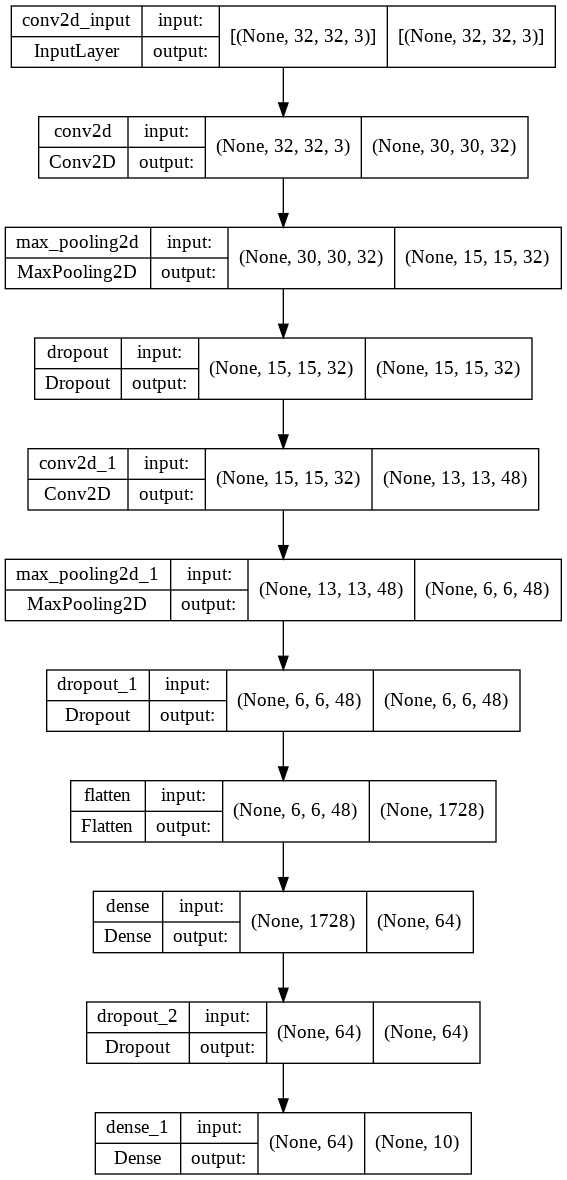 conv2d_input input: [(None, 32, 32, 3)] [(None, 32, 32, 3)]
InputLayer output:
conv2d input: (None, 32, 32, 3) (None, 30, 30, 32)
Conv2D output:
max_pooling2d input: (None, 30, 30, 32) (None, 15, 15, 32)
MaxPooling2D output:
dropout input: (None, 15, 15, 32) (None, 15, 15, 32)
Dropout output:
conv2d_1 input: (None, 15, 15, 32) (None, 13, 13, 48)
Conv2D output:
max_pooling2d_1 input: (None, 13, 13, 48) (None, 6, 6, 48)
MaxPooling2D output:
dropout_1 input: (None, 6, 6, 48) (None, 6, 6, 48)
Dropout output:
flatten input: (None, 6, 6, 48) (None, 1728)
Flatten output:
dense input: (None, 1728) (None, 64)
Dense output:
dropout_2 input: (None, 64) (None, 64)
Dropout output:
dense_1 input: (None, 64) (None, 10)
Dense output: